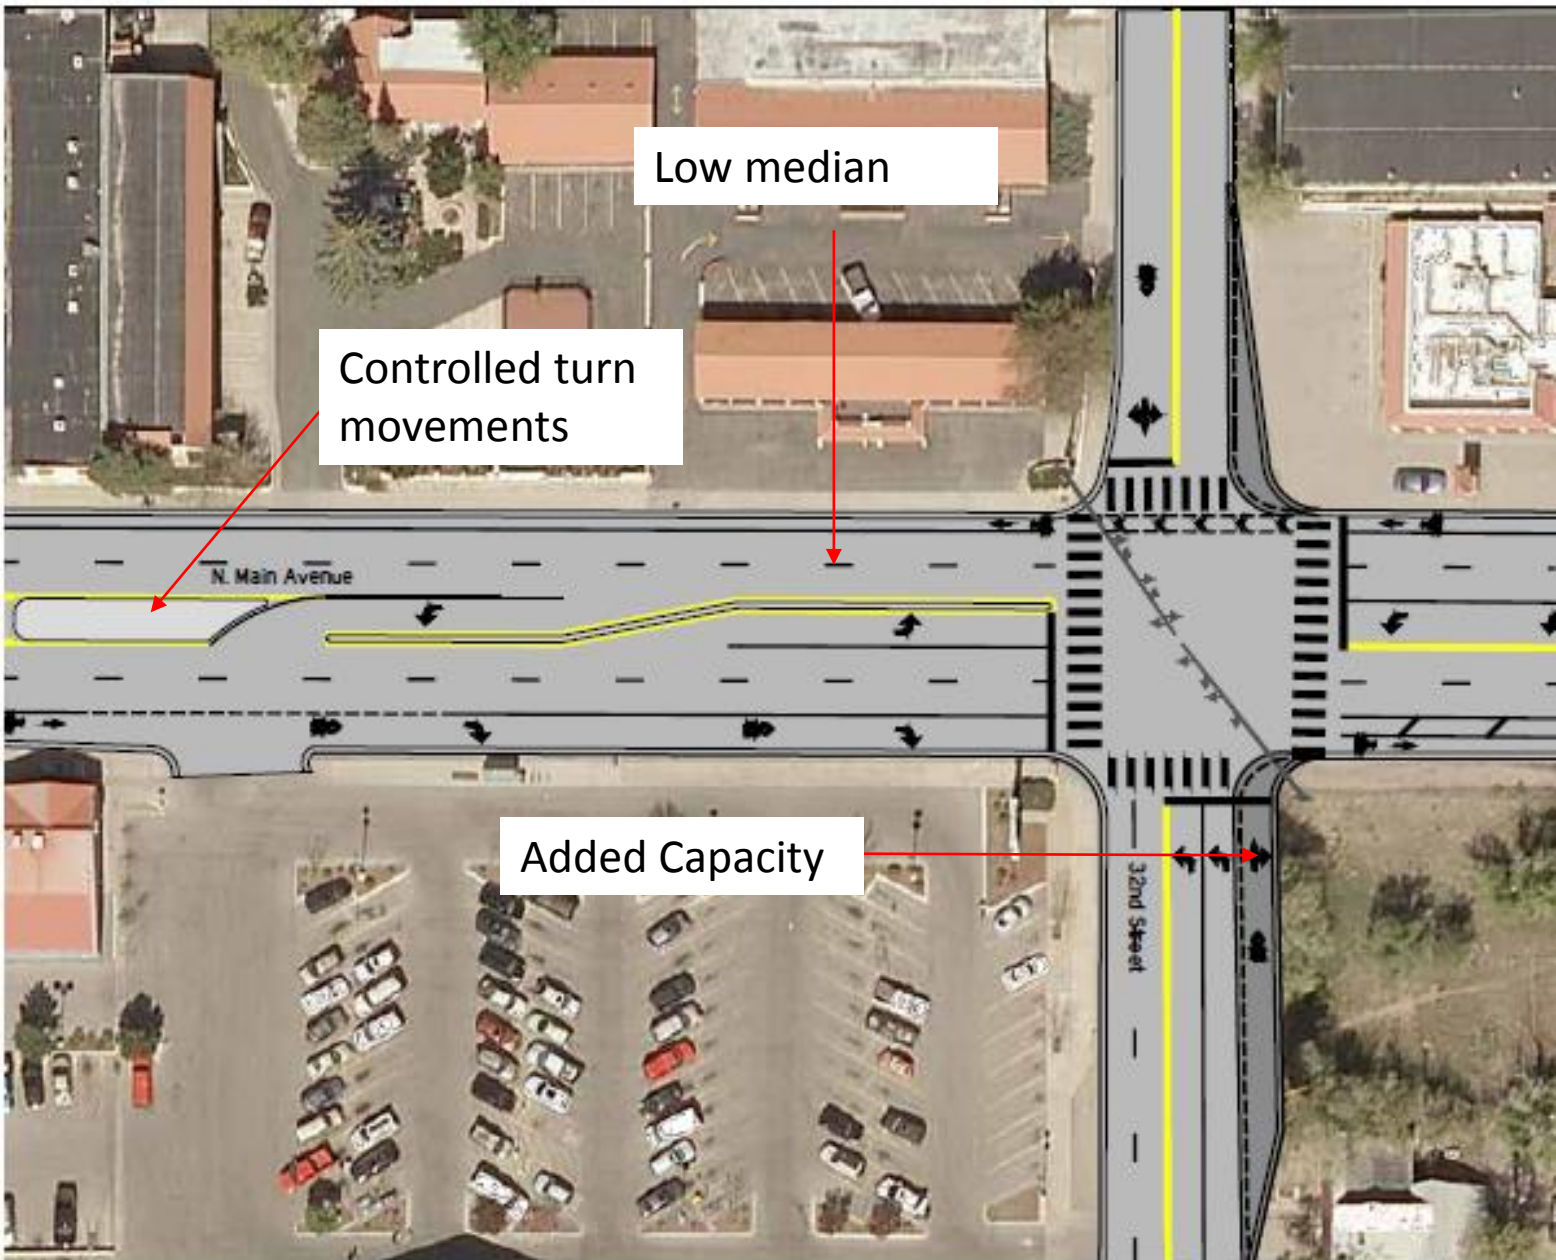 Low median
Controlled turn
movements
N. Main Avenue
Added Capacity
32nd Street